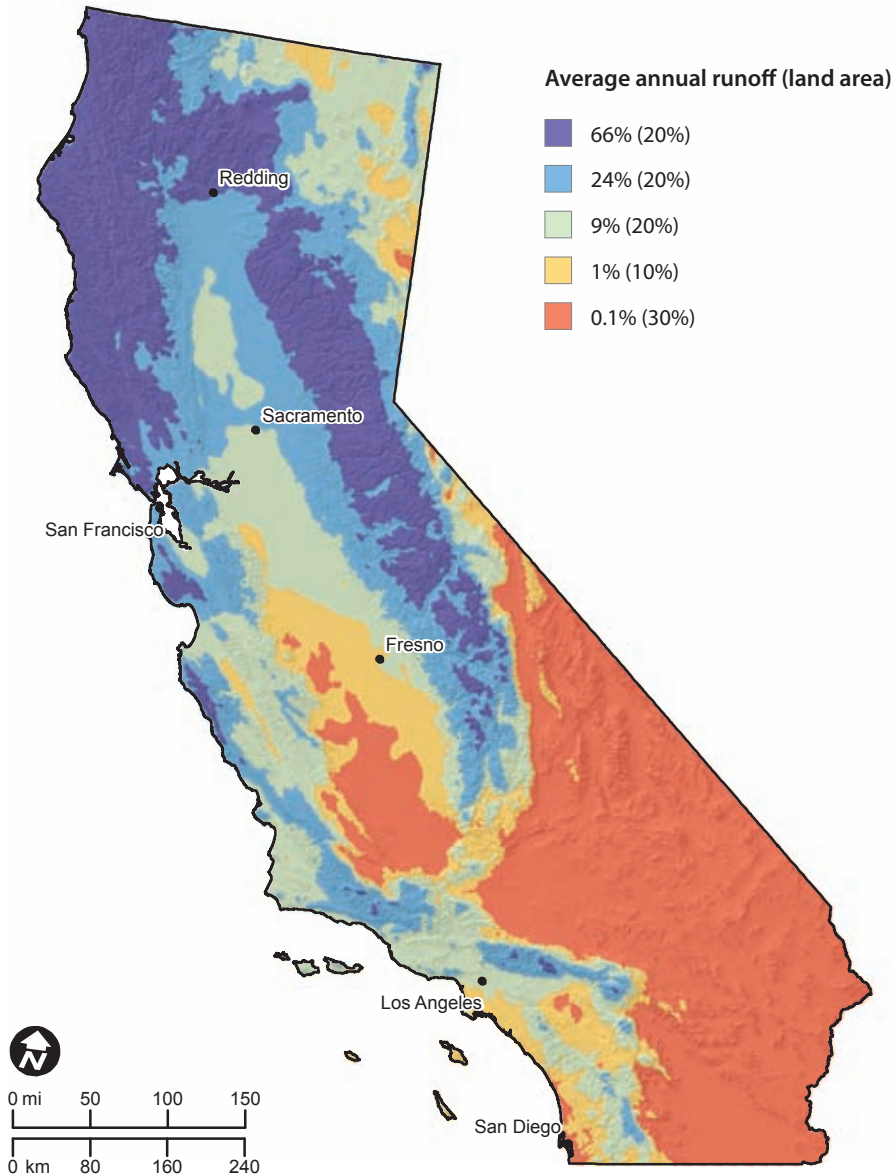 Average annual runoff (land area)
66% (20%)
24% (20%)
9% (20%)
1% (10%)
0.1% (30%)
Redding
Sacramento
San Francisco
Fresno
Los Angeles
San Diego
N
0 mi 50 100 150
0 km 80 160 240